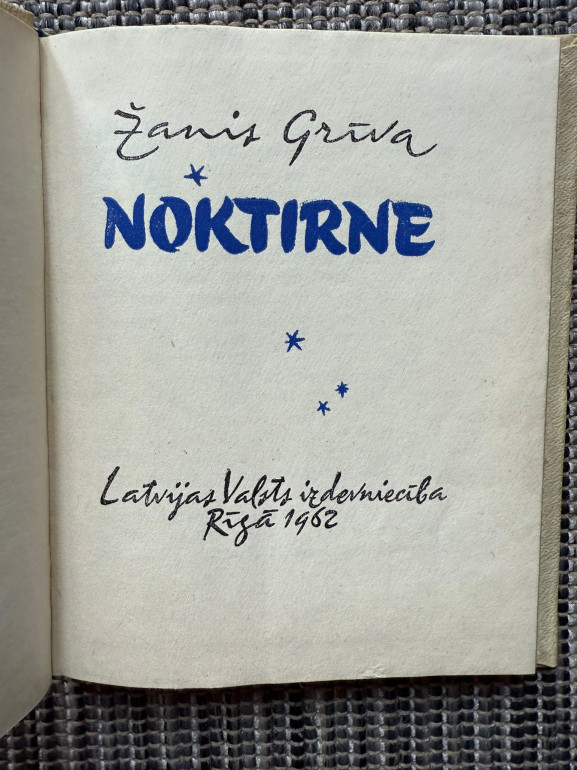 Žanis Grīva
NOKTIRNE
Latvijas Valsts izdevniecība
Rīgā 1962